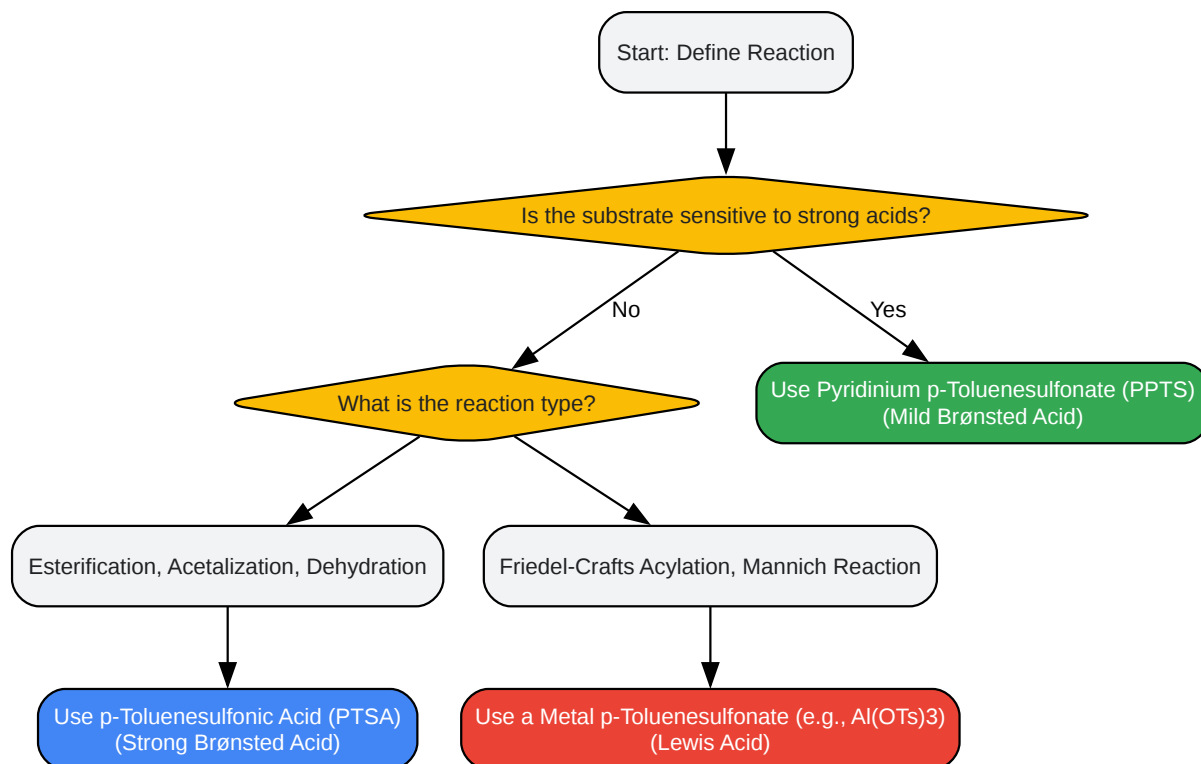 Start: Define Reaction
Is the substrate sensitive to strong acids?
No
Yes
What is the reaction type?
Use Pyridinium p-Toluenesulfonate (PPTS)
(Mild Brønsted Acid)
Esterification, Acetalization, Dehydration
Friedel-Crafts Acylation, Mannich Reaction
Use p-Toluenesulfonic Acid (PTSA)
(Strong Brønsted Acid)
Use a Metal p-Toluenesulfonate (e.g., Al(OTs)3)
(Lewis Acid)